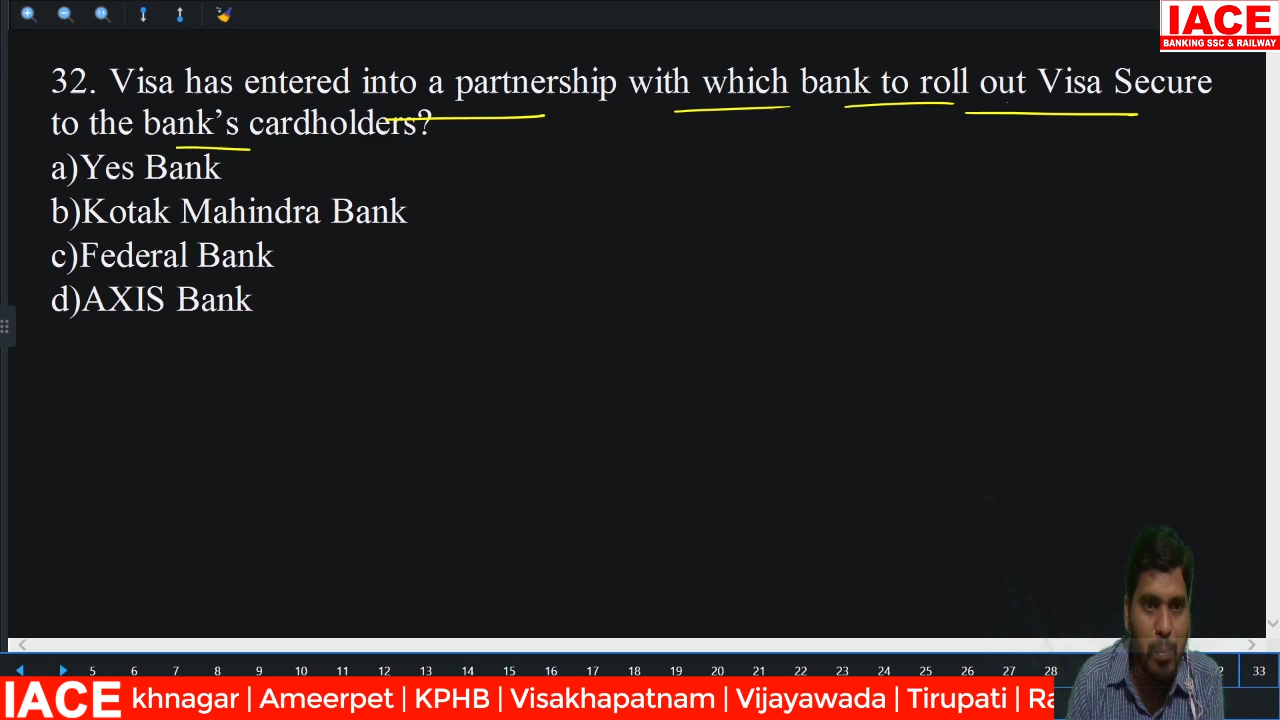 IACE
BANKING SSC & RAILWAY
32. Visa has entered into a partnership with which bank to roll out Visa Secure
to the bank's cardholders?
a)Yes Bank
b)Kotak Mahindra Bank
c)Federal Bank
d)AXIS Bank
5 6 7 8 9 10 11 12 13 14 15 16 17 18 19 20 21 22 23 24 25 26 27 28 2 33
IACE khnagar | Ameerpet | KPHB | Visakhapatnam | Vijayawada | Tirupati | Ra